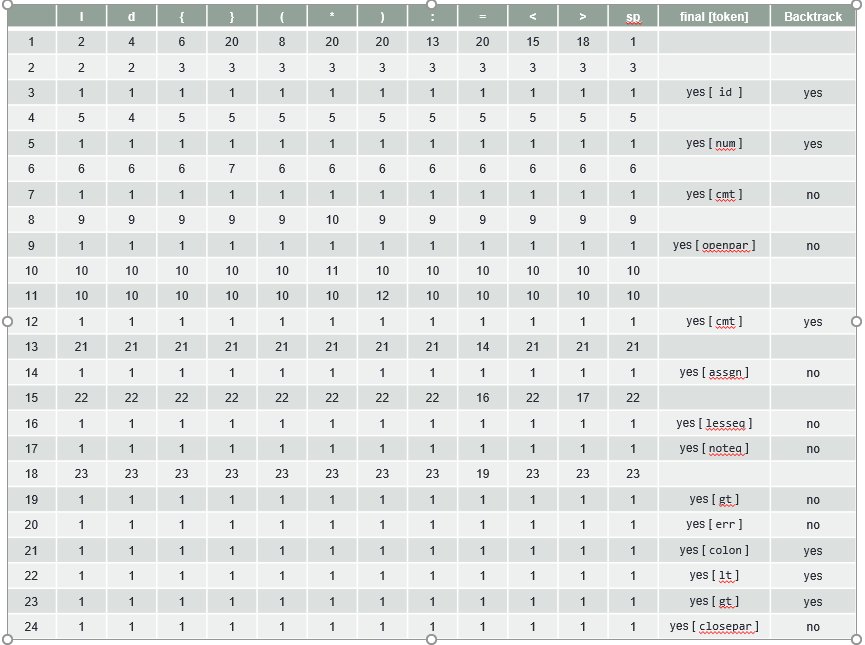 l d { } ( * ) : = < > sp final [token] Backtrack
1 2 4 6 20 8 20 20 13 20 15 18 1
2 2 2 3 3 3 3 3 3 3 3 3 3
3 1 1 1 1 1 1 1 1 1 1 1 1 yes [ id ] yes
4 5 4 5 5 5 5 5 5 5 5 5 5
5 1 1 1 1 1 1 1 1 1 1 1 1 yes [num] yes
6 6 6 6 7 6 6 6 6 6 6 6 6
7 1 1 1 1 1 1 1 1 1 1 1 1 yes [cmt] no
8 9 9 9 9 9 10 9 9 9 9 9 9
9 1 1 1 1 1 1 1 1 1 1 1 1 yes [openpar] no
10 10 10 10 10 10 11 10 10 10 10 10 10
11 10 10 10 10 10 10 12 10 10 10 10 10
12 1 1 1 1 1 1 1 1 1 1 1 1 yes [cmt] yes
13 21 21 21 21 21 21 21 21 14 21 21 21
14 1 1 1 1 1 1 1 1 1 1 1 1 yes [assgn] no
15 22 22 22 22 22 22 22 22 16 22 17 22
16 1 1 1 1 1 1 1 1 1 1 1 1 yes [lesseq] no
17 1 1 1 1 1 1 1 1 1 1 1 1 yes [noteq] no
18 23 23 23 23 23 23 23 23 19 23 23 23
19 1 1 1 1 1 1 1 1 1 1 1 1 yes [gt] no
20 1 1 1 1 1 1 1 1 1 1 1 1 yes [err] no
21 1 1 1 1 1 1 1 1 1 1 1 1 yes [colon] yes
22 1 1 1 1 1 1 1 1 1 1 1 1 yes [lt] yes
23 1 1 1 1 1 1 1 1 1 1 1 1 yes [gt] yes
24 1 1 1 1 1 1 1 1 1 1 1 1 yes [closepar] no